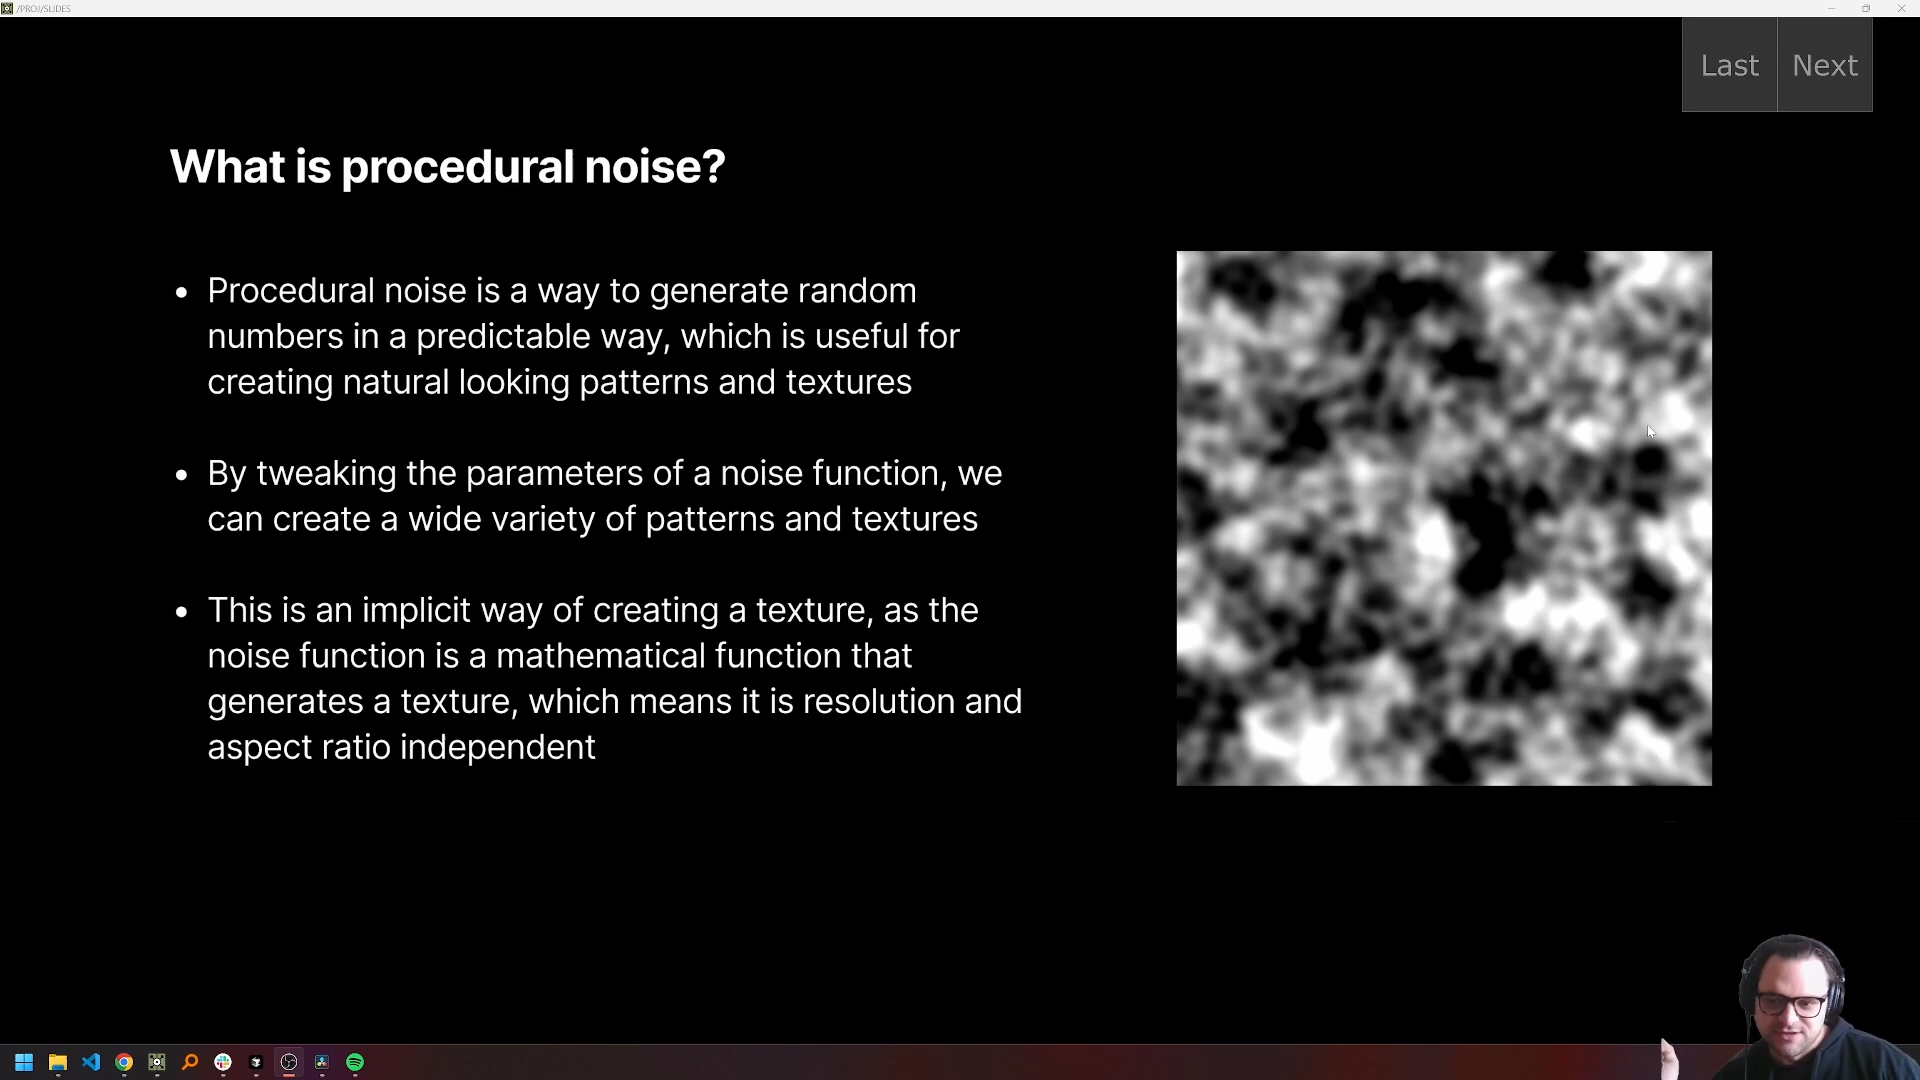 /PROJ/SLIDES
Last Next
What is procedural noise?
• Procedural noise is a way to generate random
numbers in a predictable way, which is useful for
creating natural looking patterns and textures
• By tweaking the parameters of a noise function, we
can create a wide variety of patterns and textures
• This is an implicit way of creating a texture, as the
noise function is a mathematical function that
generates a texture, which means it is resolution and
aspect ratio independent